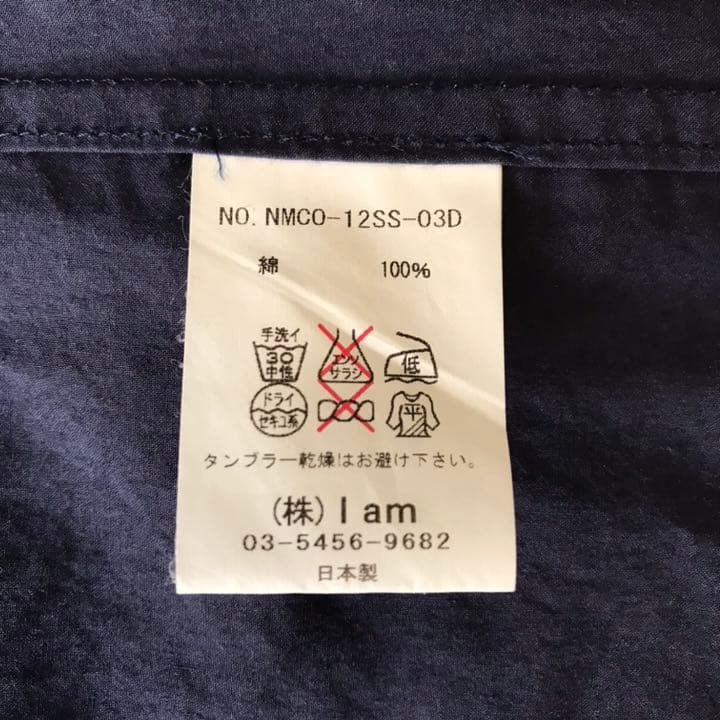 NO. NMCO-12SS-03D
綿 100%
手洗イ
30
中性
エンソ
サラシ
低
ドライ
セキユ系
平
タンブラー乾燥はお避け下さい。
(株) I am
03-5456-9682
日本製